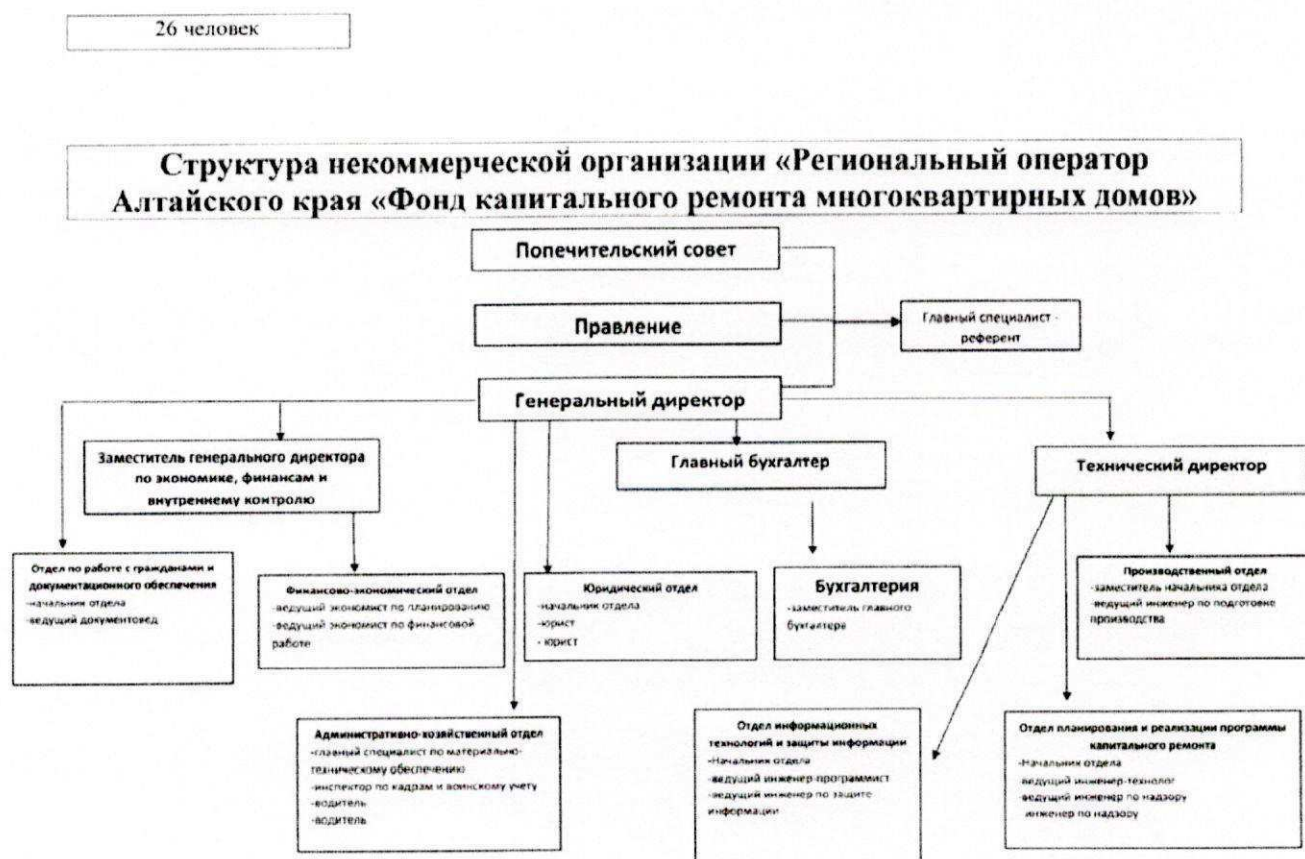 26 человек
Структура некоммерческой организации «Региональный оператор
Алтайского края «Фонд капитального ремонта многоквартирных домов»
Попечительский совет
Правление
Главный специалист -
референт
Генеральный директор
Заместитель генерального директора
по экономике, финансам и
внутреннему контролю
Главный бухгалтер
Технический директор
Отдел по работе с гражданами и
документационного обеспечения
-начальник отдела
-ведущий документовед
Финансово-экономический отдел
-ведущий экономист по планированию
-ведущий экономист по финансовой
работе
Юридический отдел
-начальник отдела
-юрист
- юрист
Бухгалтерия
-заместитель главного
бухгалтера
Производственный отдел
-заместитель начальника отдела
-ведущий инженер по подготовке
производства
Административно-хозяйственный отдел
-главный специалист по материально-
техническому обеспечению
-инспектор по кадрам и воинскому учету
-водитель
-водитель
Отдел информационных
технологий и защиты информации
-Начальник отдела
-ведущий инженер-программист
-ведущий инженер по защите
информации
Отдел планирования и реализации программы
капитального ремонта
-Начальник отдела
-ведущий инженер-технолог
-ведущий инженер по надзору
инженер по надзору